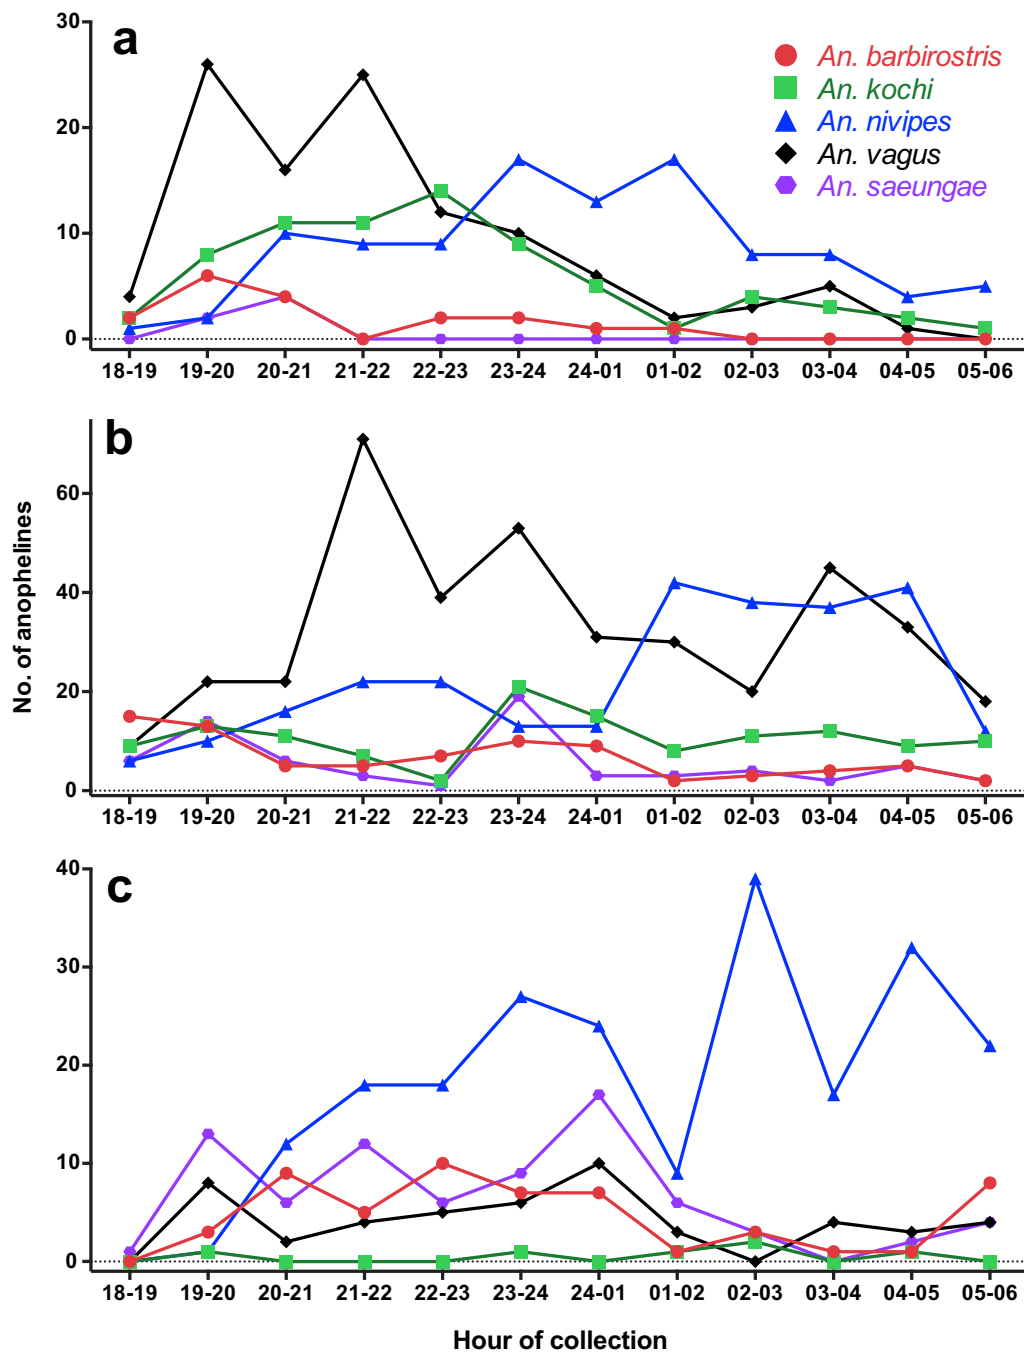 a
30
20
10
0
An. barbirostris
An. kochi
An. nivipes
An. vagus
An. saeungae
18-19 19-20 20-21 21-22 22-23 23-24 24-01 01-02 02-03 03-04 04-05 05-06
b
60
40
20
0
No. of anophelines
18-19 19-20 20-21 21-22 22-23 23-24 24-01 01-02 02-03 03-04 04-05 05-06
c
40
30
20
10
0
18-19 19-20 20-21 21-22 22-23 23-24 24-01 01-02 02-03 03-04 04-05 05-06
Hour of collection